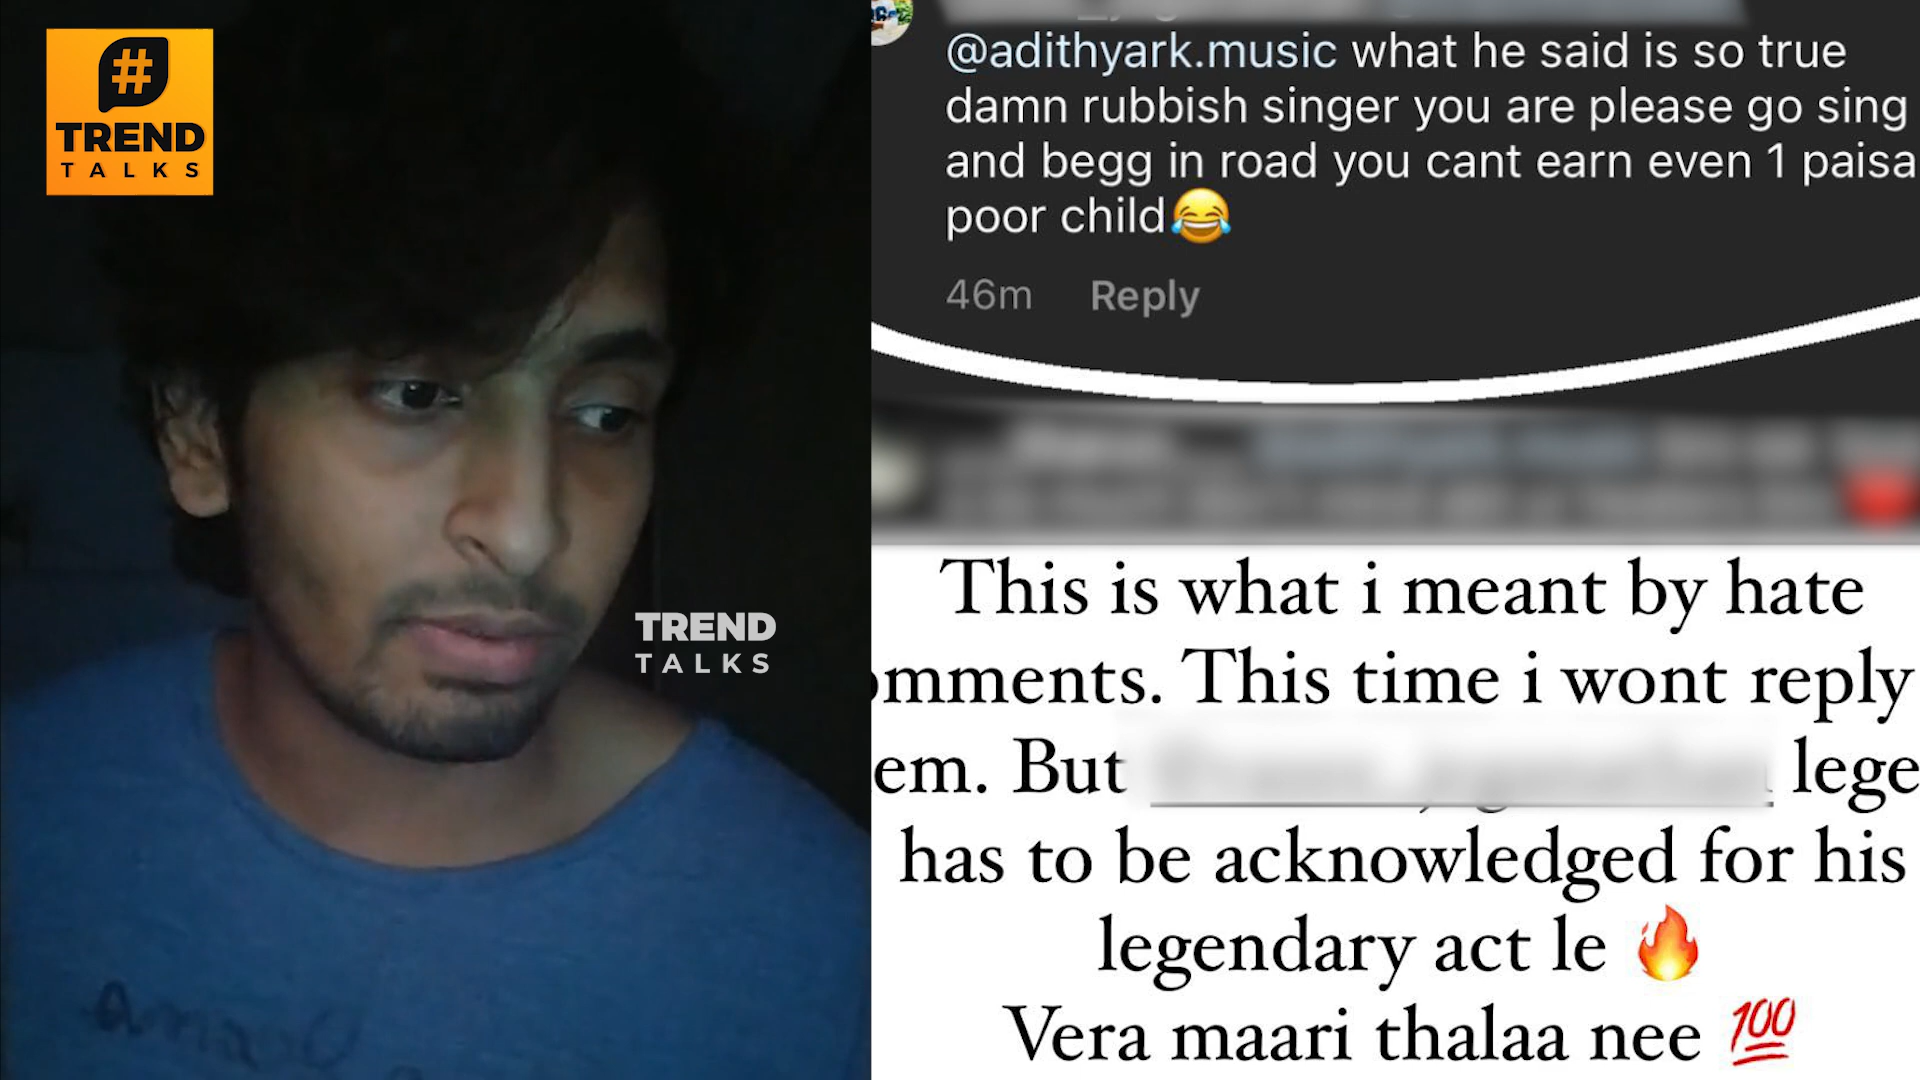 #
TREND
TALKS
TREND
TALKS
@adithyark.music what he said is so true
damn rubbish singer you are please go sing
and begg in road you cant earn even 1 paisa
poor child😂
46m Reply
This is what i meant by hate
omments. This time i wont reply
em. But lege
has to be acknowledged for his
legendary act le 🔥
Vera maari thalaa nee 💯